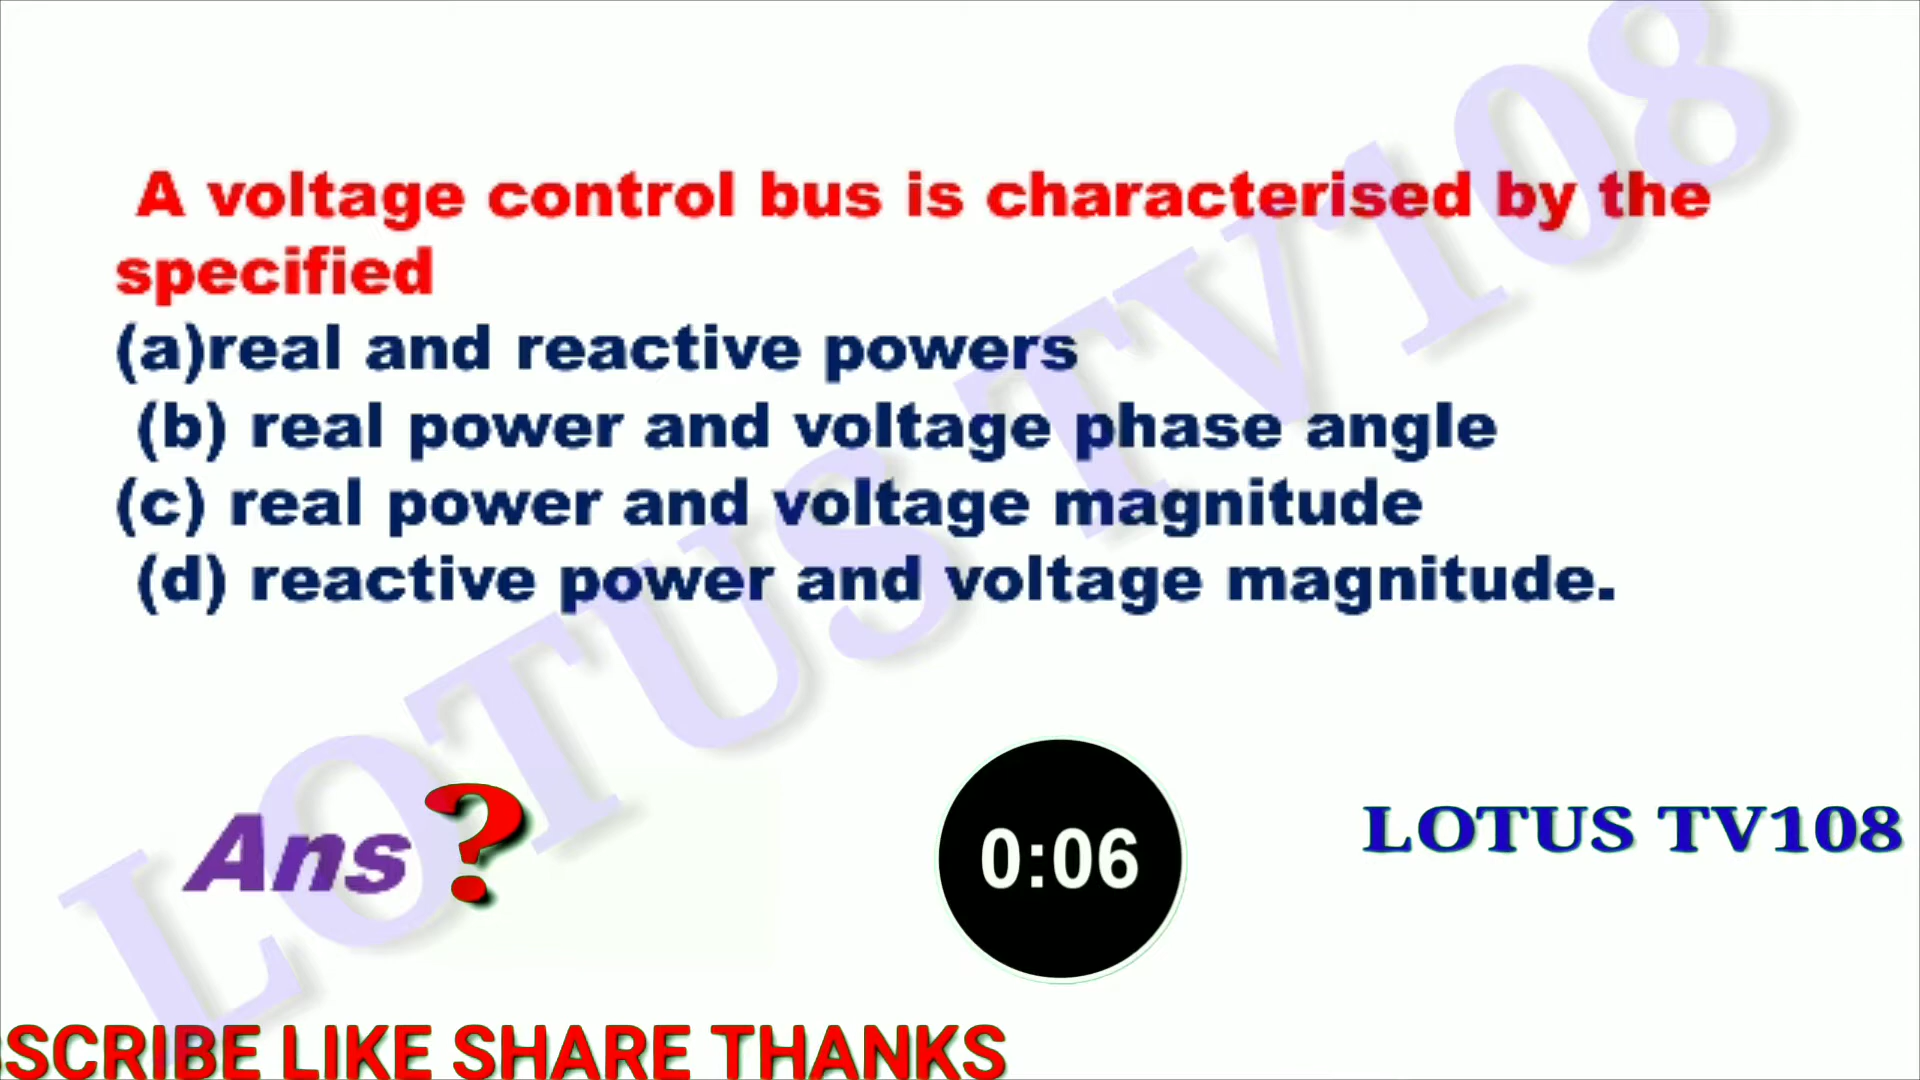 A voltage control bus is characterised by the
specified
(a)real and reactive powers
(b) real power and voltage phase angle
(c) real power and voltage magnitude
(d) reactive power and voltage magnitude.
LOTUS TV108
Ans ?
0:06
LOTUS TV108
SCRIBE LIKE SHARE THANKS